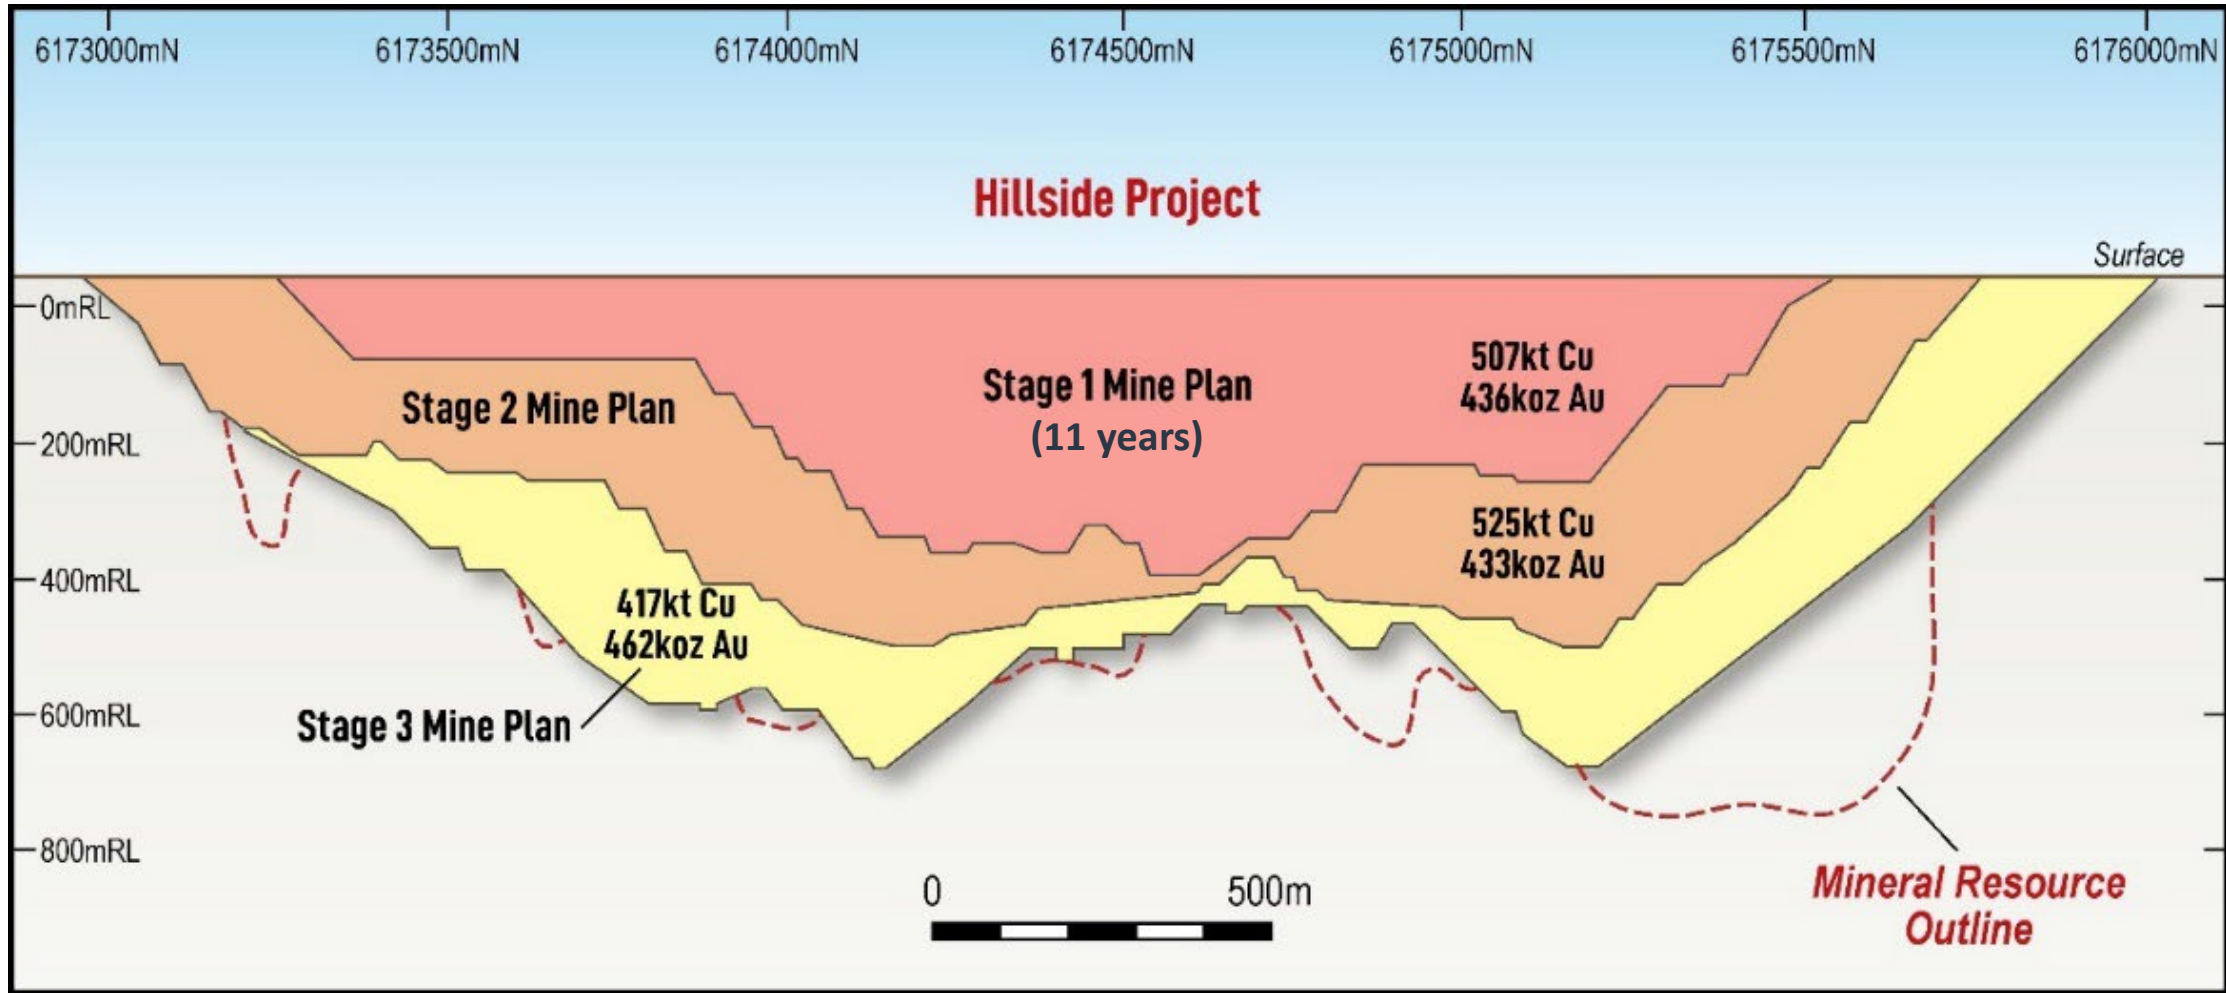 6173000mN
6173500mN
6174000mN
6174500mN
6175000mN
6175500mN
6176000mN
Hillside Project
Surface
0mRL
200mRL
400mRL
600mRL
800mRL
Stage 1 Mine Plan
(11 years)
507kt Cu
436koz Au
Stage 2 Mine Plan
525kt Cu
433koz Au
417kt Cu
462koz Au
Stage 3 Mine Plan
0
500m
Mineral Resource
Outline